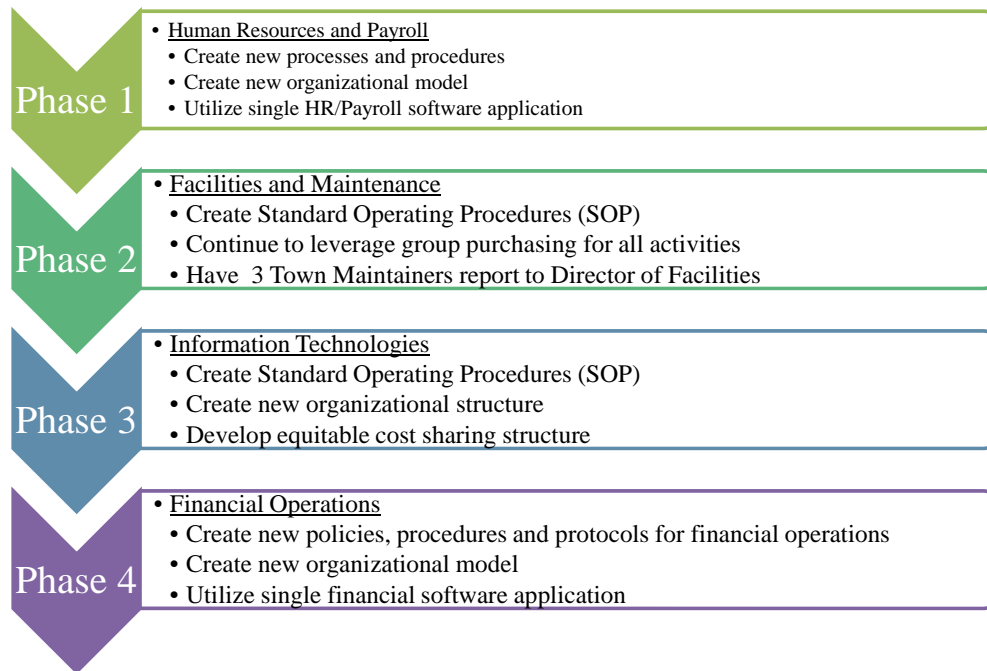 Phase 1
• Human Resources and Payroll
• Create new processes and procedures
• Create new organizational model
• Utilize single HR/Payroll software application
Phase 2
• Facilities and Maintenance
• Create Standard Operating Procedures (SOP)
• Continue to leverage group purchasing for all activities
• Have 3 Town Maintainers report to Director of Facilities
Phase 3
• Information Technologies
• Create Standard Operating Procedures (SOP)
• Create new organizational structure
• Develop equitable cost sharing structure
Phase 4
• Financial Operations
• Create new policies, procedures and protocols for financial operations
• Create new organizational model
• Utilize single financial software application